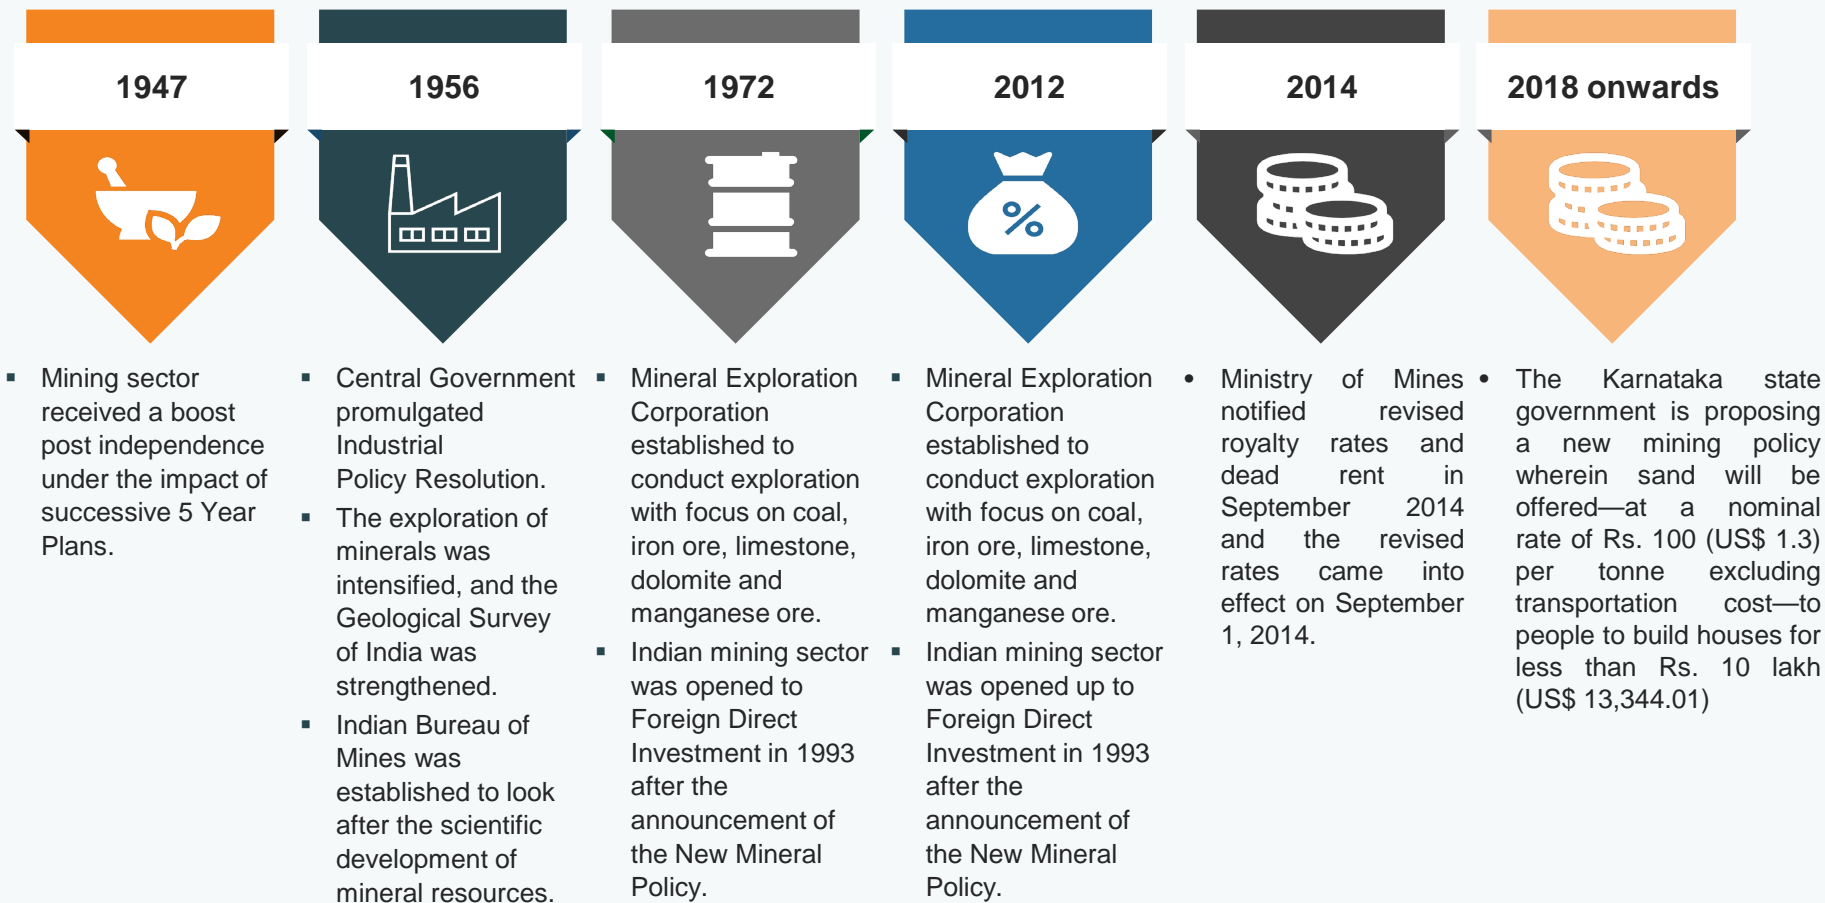 1947
Mining sector
received a boost
post independence
under the impact of
successive 5 Year
Plans.
1956
Central Government
promulgated
Industrial
Policy Resolution.
The exploration of
minerals was
intensified, and the
Geological Survey
of India was
strengthened.
Indian Bureau of
Mines was
established to look
after the scientific
development of
mineral resources.
1972
Mineral Exploration
Corporation
established to
conduct exploration
with focus on coal,
iron ore, limestone,
dolomite and
manganese ore.
Indian mining sector
was opened to
Foreign Direct
Investment in 1993
after the
announcement of
the New Mineral
Policy.
2012
%
Mineral Exploration
Corporation
established to
conduct exploration
with focus on coal,
iron ore, limestone,
dolomite and
manganese ore.
Indian mining sector
was opened up to
Foreign Direct
Investment in 1993
after the
announcement of
the New Mineral
Policy.
2014
Ministry of Mines
notified revised
royalty rates and
dead rent in
September 2014
and the revised
rates came into
effect on September
1, 2014.
2018 onwards
The Karnataka state
government is proposing
a new mining policy
wherein sand will be
offered—at a nominal
rate of Rs. 100 (US$ 1.3)
per tonne excluding
transportation cost—to
people to build houses for
less than Rs. 10 lakh
(US$ 13,344.01)